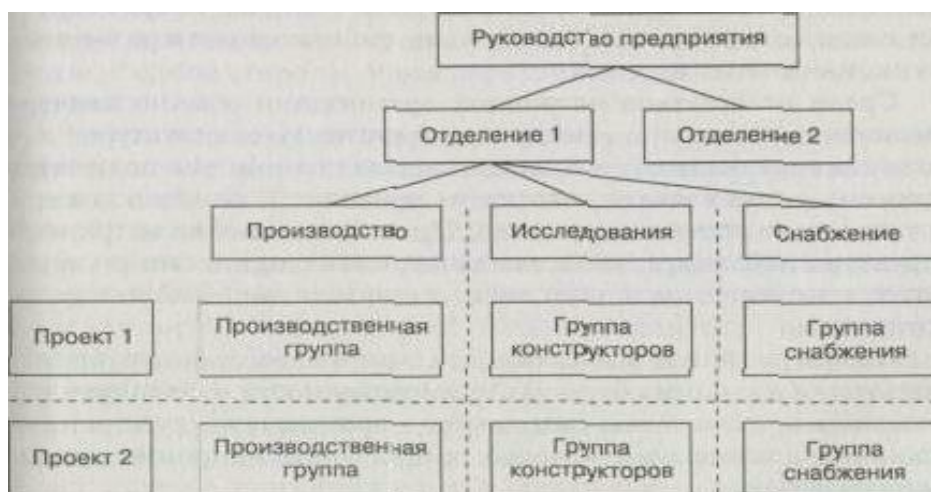 Руководство предприятия
Отделение 1
Отделение 2
Производство
Исследования
Снабжение
Проект 1
Производственная
группа
Группа
конструкторов
Группа
снабжения
Проект 2
Производственная
группа
Группа
конструкторов
Группа
снабжения